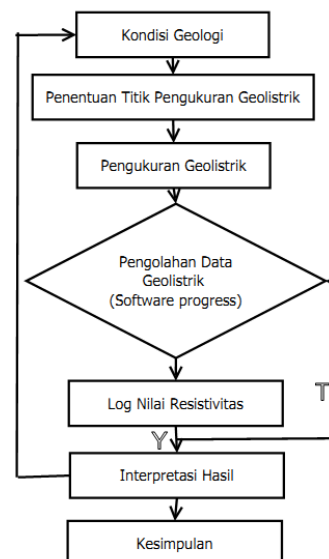 Kondisi Geologi
Penentuan Titik Pengukuran Geolistrik
Pengukuran Geolistrik
Pengolahan Data
Geolistrik
(Software progress)
Log Nilai Resistivitas
T
Y
Interpretasi Hasil
Kesimpulan